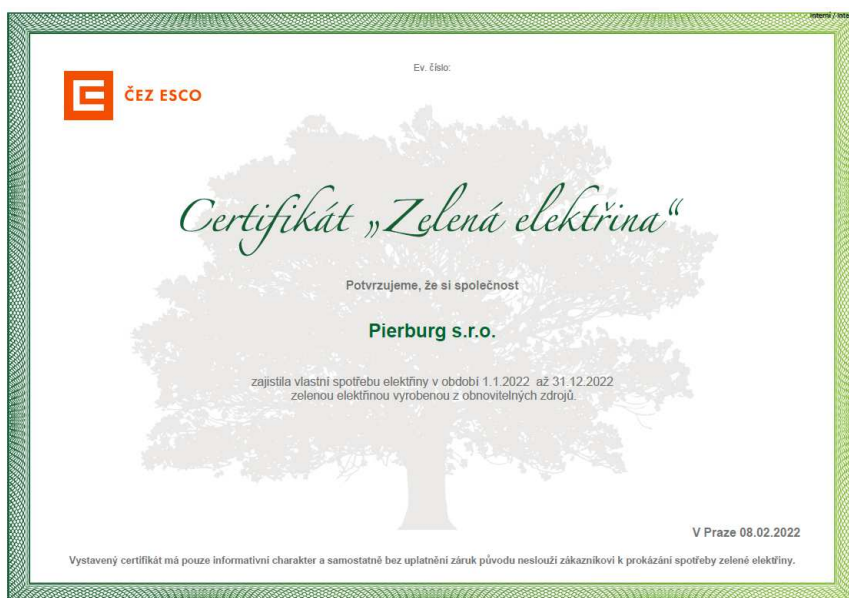 Interní / Inte
Ev. číslo:
ČEZ ESCO
Certifikát „Zelená elektřina“
Potvrzujeme, že si společnost
Pierburg s.r.o.
zajistila vlastní spotřebu elektřiny v období 1.1.2022 až 31.12.2022
zelenou elektřinou vyrobenou z obnovitelných zdrojů.
V Praze 08.02.2022
Vystavený certifikát má pouze informativní charakter a samostatně bez uplatnění záruk původu neslouží zákazníkovi k prokázání spotřeby zelené elektřiny.